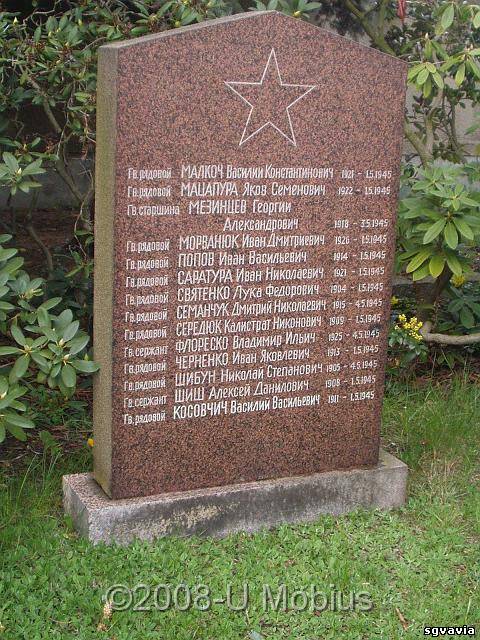 Гв.рядовой МАЛКОЧ Василий Константинович 1921 - 1.5.1945
Гв.рядовой МАЦАПУРА Яков Семенович 1922 - 1.5.1945
Гв.старшина МЕЗИНЦЕВ Георгий
Александрович 1918 - 3.5.1945
Гв.рядовой МОРВАНЮК Иван Дмитриевич 1926 - 1.5.1945
Гв.рядовой ПОПОВ Иван Васильевич 1914 - 1.5.1945
Гв.рядовой САРАТУРА Иван Николаевич 1921 - 1.5.1945
Гв.рядовой СВЯТЕНКО Лука Федорович 1904 - 1.5.1945
Гв.рядовой СЕМАНЧУК Дмитрий Николаевич 1915 - 4.5.1945
Гв.рядовой СЕРЕДЮК Калистрат Никонович 1909 - 1.5.1945
Гв.сержант ФЛОРЕСКО Владимир Ильич 1925 - 4.5.1945
Гв.рядовой ЧЕРНЕНКО Иван Яковлевич 1913 - 1.5.1945
Гв.рядовой ШИБУН Николай Степанович 1905 - 4.5.1945
Гв.сержант ШИШ Алексей Данилович 1908 - 1.5.1945
Гв.рядовой КОСОВЧИЧ Василий Васильевич 1911 - 1.5.1945
©2008-U Möbius
sgvavia